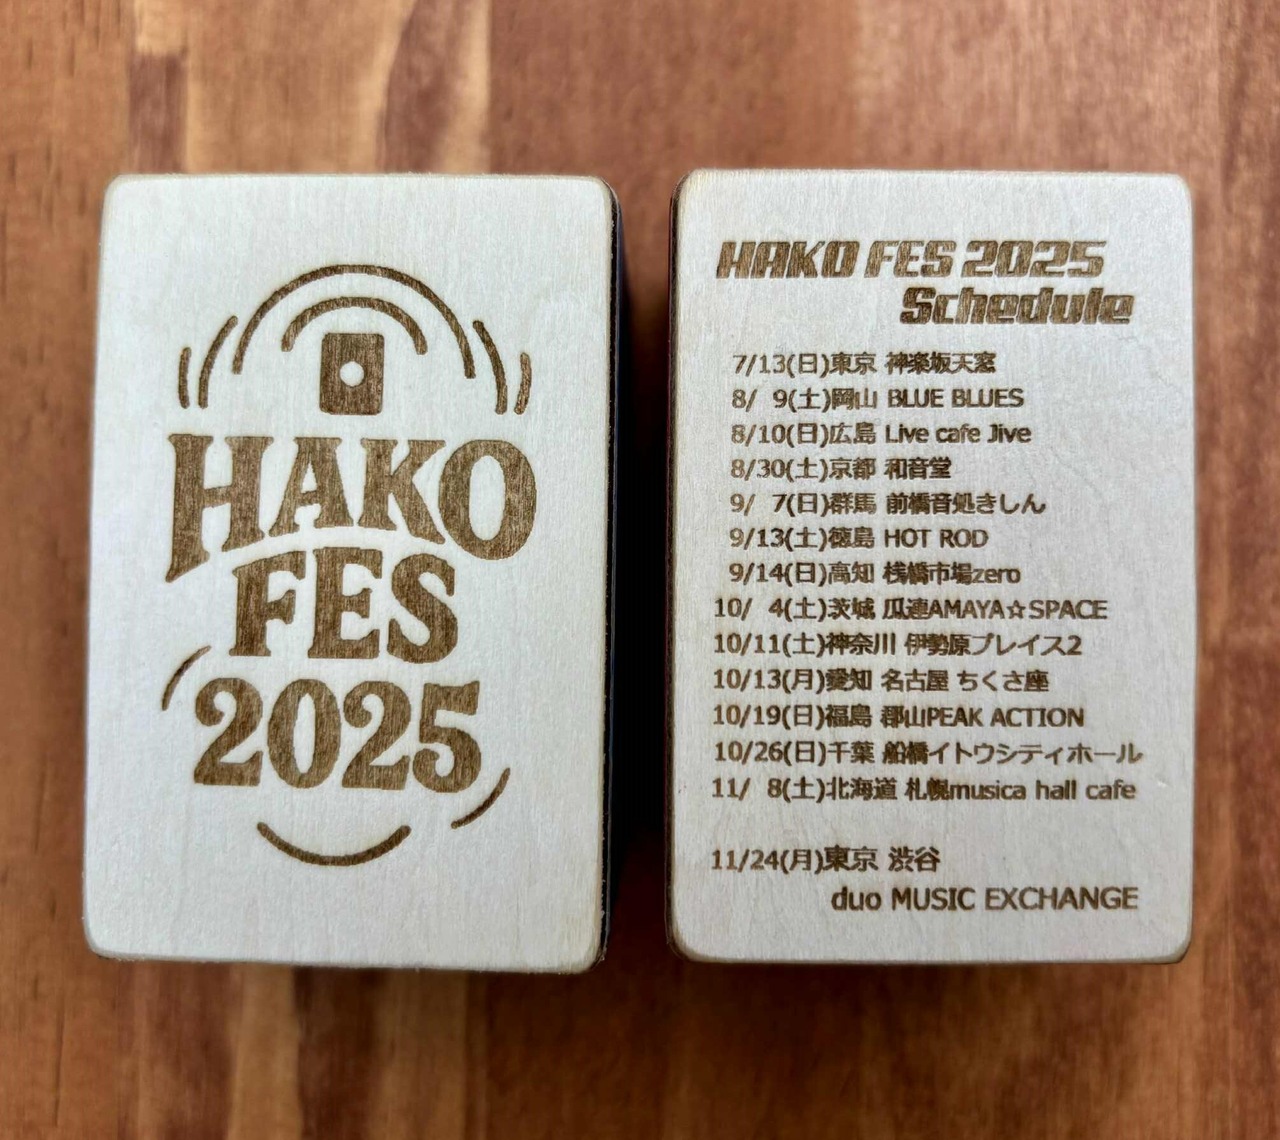 HAKO
FES
2025
HAKO FES 2025
Schedule
7/13(日)東京 神楽坂天窓
8/ 9(土)岡山 BLUE BLUES
8/10(日)広島 Live cafe Jive
8/30(土)京都 和音堂
9/ 7(日)群馬 前橋音処きしん
9/13(土)徳島 HOT ROD
9/14(日)高知 桟橋市場zero
10/ 4(土)茨城 瓜連AMAYA☆SPACE
10/11(土)神奈川 伊勢原プレイス2
10/13(月)愛知 名古屋 ちくさ座
10/19(日)福島 郡山PEAK ACTION
10/26(日)千葉 船橋イトウシティホール
11/ 8(土)北海道 札幌musica hall cafe
11/24(月)東京 渋谷
duo MUSIC EXCHANGE